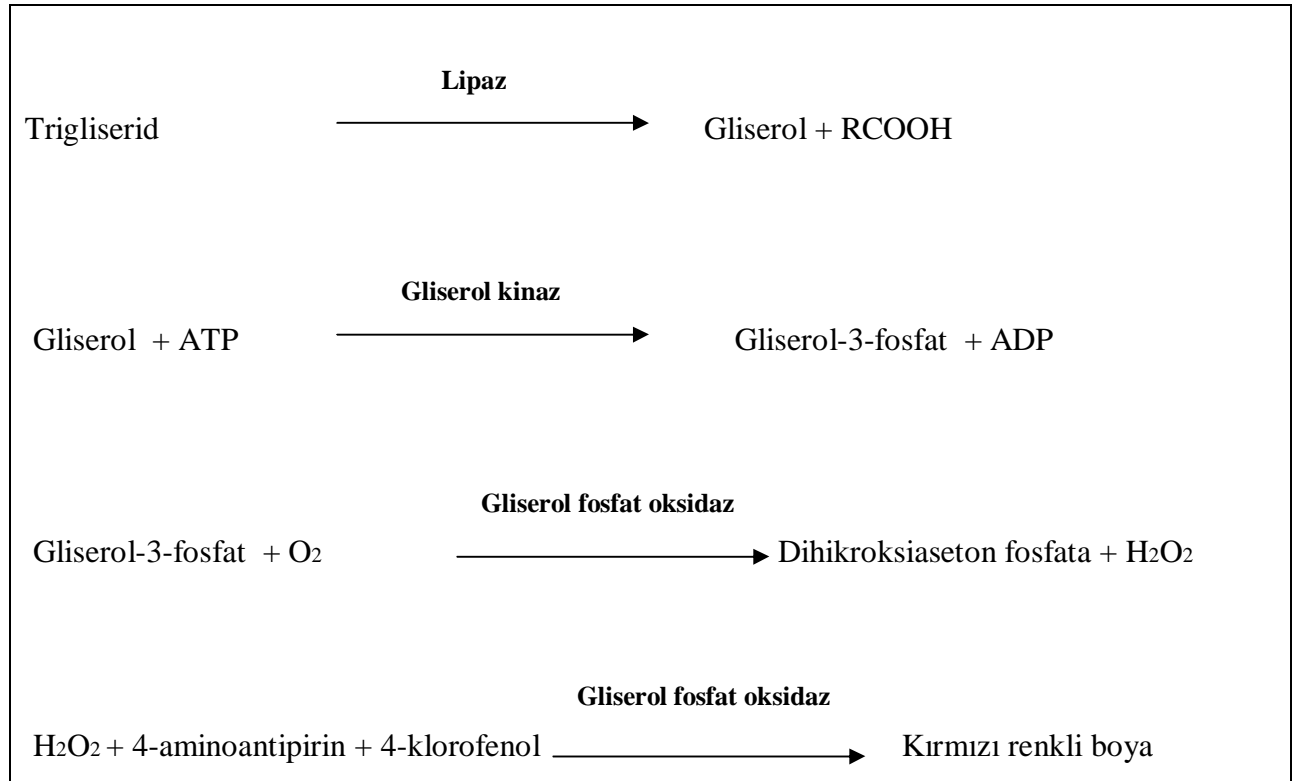 Lipaz
Trigliserid Gliserol + RCOOH
Gliserol kinaz
Gliserol + ATP Gliserol-3-fosfat + ADP
Gliserol fosfat oksidaz
Gliserol-3-fosfat + O2 Dihikroksiaseton fosfata + H2O2
Gliserol fosfat oksidaz
H2O2 + 4-aminoantipirin + 4-klorofenol Kırmızı renkli boya